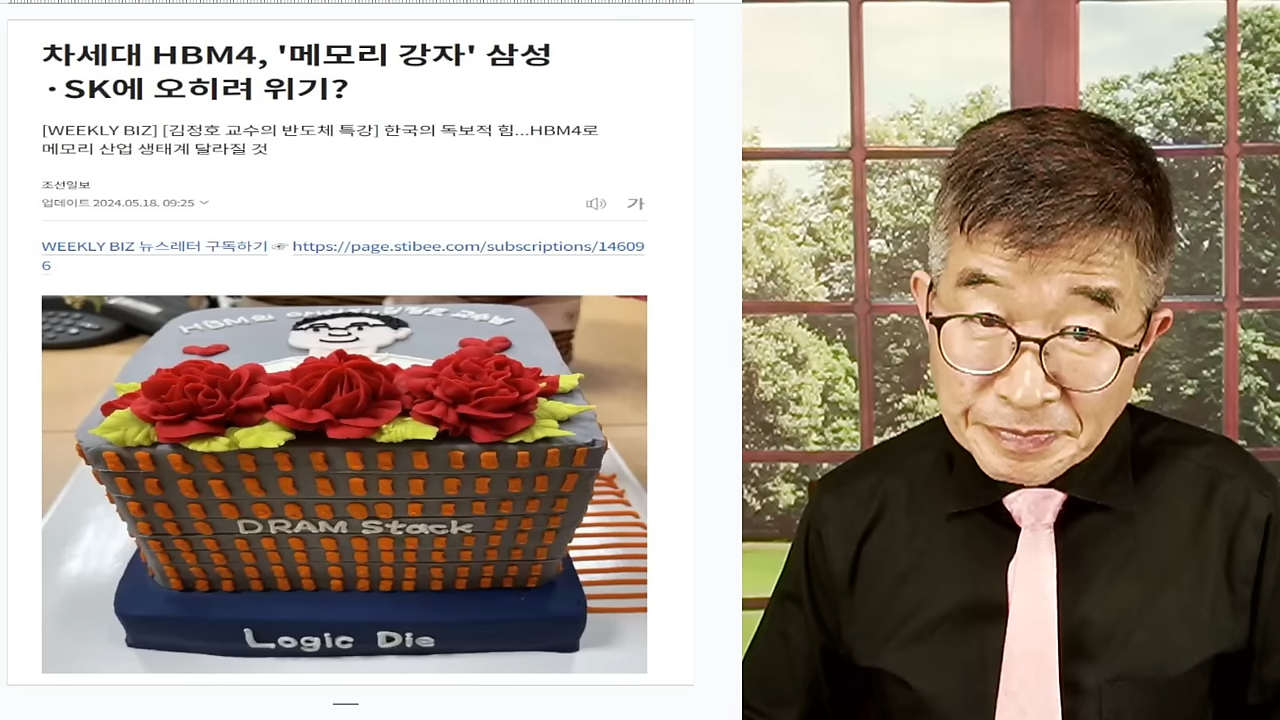 차세대 HBM4, '메모리 강자' 삼성
·SK에 오히려 위기?
[WEEKLY BIZ] [김정호 교수의 반도체 특강] 한국의 독보적 힘...HBM4로
메모리 산업 생태계 달라질 것
조선일보
업데이트 2024.05.18. 09:25
가
WEEKLY BIZ 뉴스레터 구독하기 ☞ https://page.stibee.com/subscriptions/14609
6
HBM의
DRAM Stack
Logic Die